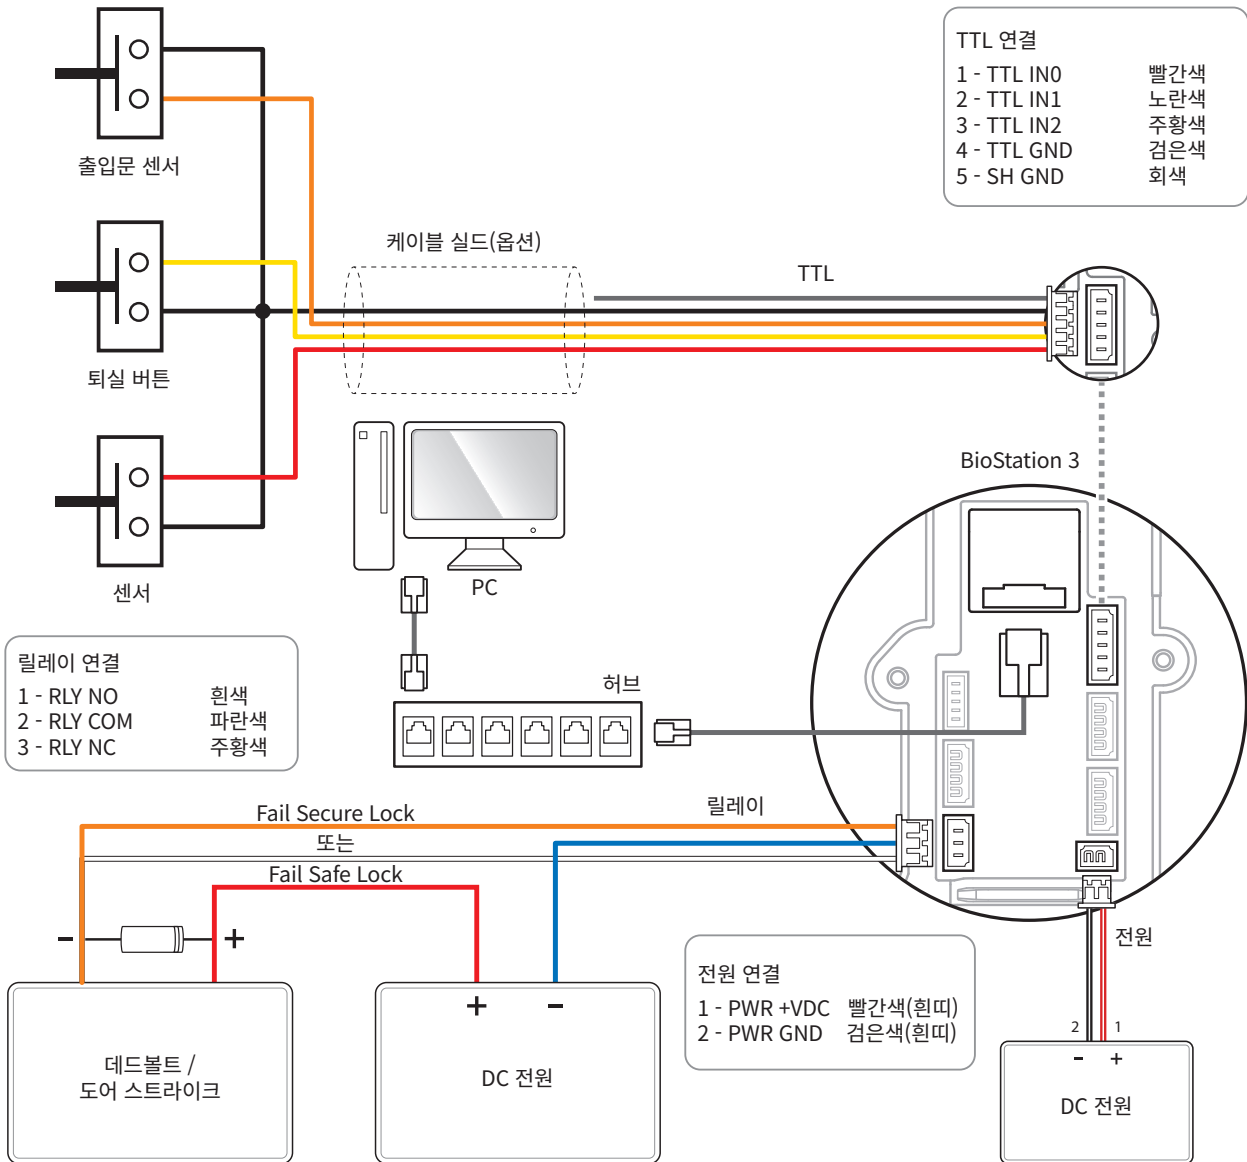 TTL 연결
1 - TTL IN0 빨간색
2 - TTL IN1 노란색
3 - TTL IN2 주황색
4 - TTL GND 검은색
5 - SH GND 회색
출입문 센서
케이블 실드(옵션)
TTL
퇴실 버튼
BioStation 3
PC
센서
릴레이 연결
1 - RLY NO 흰색
2 - RLY COM 파란색
3 - RLY NC 주황색
허브
Fail Secure Lock
릴레이
또는
Fail Safe Lock
- +
전원
전원 연결
1 - PWR +VDC 빨간색(흰띠)
2 - PWR GND 검은색(흰띠)
+ -
2 1
- +
데드볼트 /
도어 스트라이크
DC 전원
DC 전원